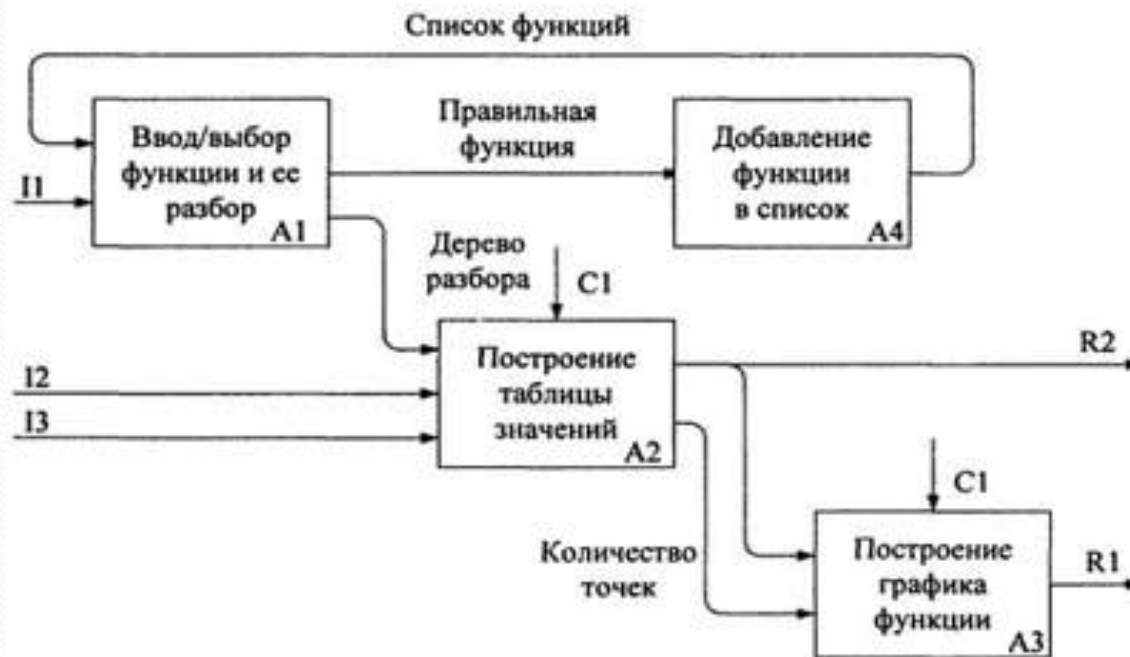 Список функций
Ввод/выбор
функции и ее
разбор
A1
I1
Правильная
функция
Добавление
функции
в список
A4
Дерево
разбора
C1
I2
I3
Построение
таблицы
значений
A2
R2
C1
Количество
точек
Построение
графика
функции
A3
R1